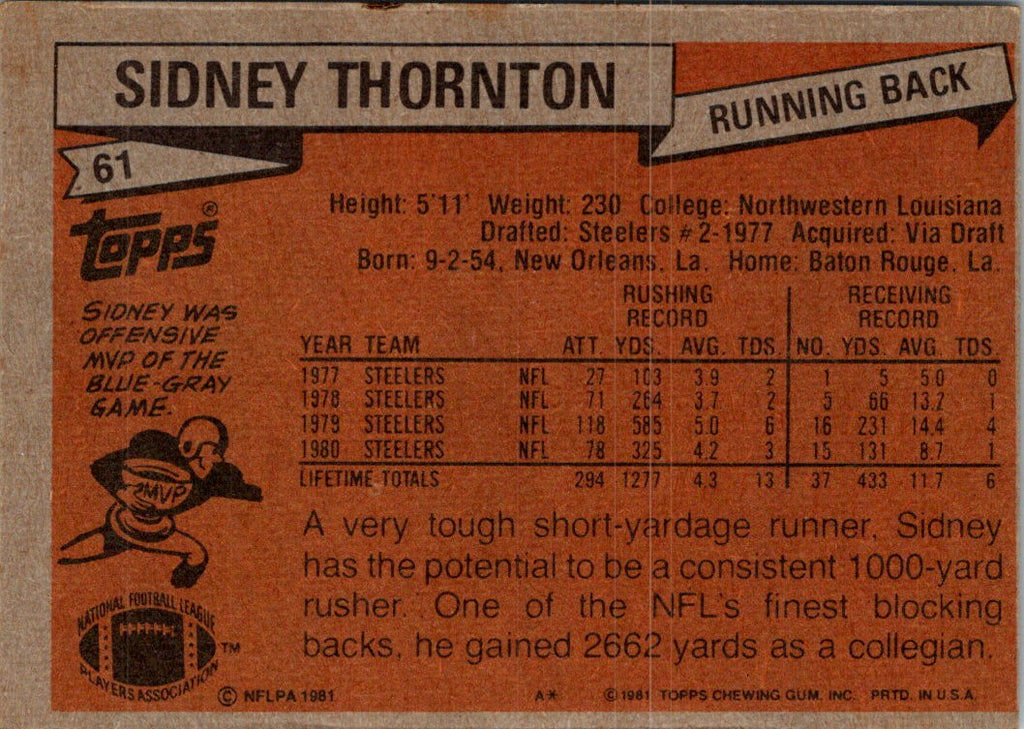 SIDNEY THORNTON
RUNNING BACK
61
Topps®
Height: 5'11' Weight: 230 College: Northwestern Louisiana
Drafted: Steelers #2-1977 Acquired: Via Draft
Born: 9-2-54, New Orleans, La. Home: Baton Rouge, La.
SIDNEY WAS
OFFENSIVE
MVP OF THE
BLUE-GRAY
GAME.
MVP
RUSHING RECEIVING
RECORD RECORD
YEAR TEAM ATT. YDS. AVG. TDS. NO. YDS. AVG. TDS.
1977 STEELERS NFL 27 103 3.9 2 1 5 5.0 0
1978 STEELERS NFL 71 264 3.7 2 5 66 13.2 1
1979 STEELERS NFL 118 585 5.0 6 16 231 14.4 4
1980 STEELERS NFL 78 325 4.2 3 15 131 8.7 1
LIFETIME TOTALS 294 1277 4.3 13 37 433 11.7 6
A very tough short-yardage runner, Sidney
has the potential to be a consistent 1000-yard
rusher. One of the NFL's finest blocking
backs, he gained 2662 yards as a collegian.
NATIONAL FOOTBALL LEAGUE
PLAYERS ASSOCIATION
TM
© NFLPA 1981 A* © 1981 TOPPS CHEWING GUM, INC. PRTD. IN U.S.A.